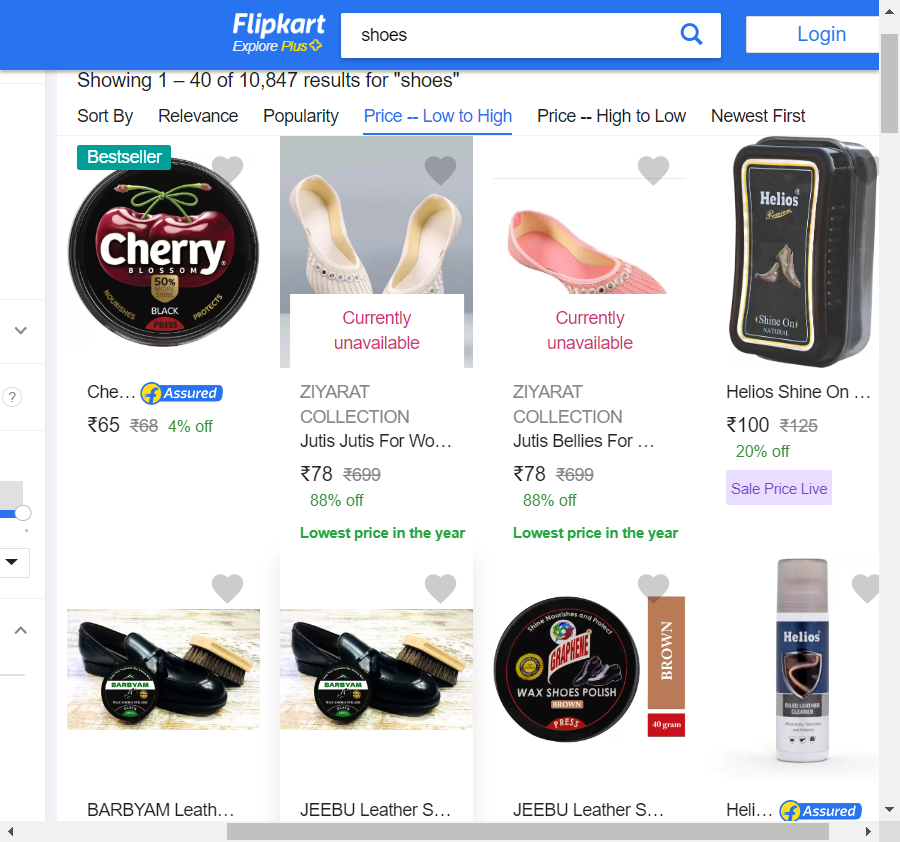 Flipkart
Explore Plus
shoes
Login
Showing 1 – 40 of 10,847 results for "shoes"
Sort By Relevance Popularity Price -- Low to High Price -- High to Low Newest First
Bestseller
Cherry
BLOSSOM
50%
MORE
SHINE
NOURISHES
BLACK
PROTECTS
PRESS
Currently
unavailable
Currently
unavailable
Helios
Premium
Shine On
NATURAL
Che… Assured
₹65 ₹68 4% off
ZIYARAT
COLLECTION
Jutis Jutis For Wo…
₹78 ₹699
88% off
Lowest price in the year
ZIYARAT
COLLECTION
Jutis Bellies For …
₹78 ₹699
88% off
Lowest price in the year
Helios Shine On …
₹100 ₹125
20% off
Sale Price Live
?
BARBYAM
BLACK
BARBYAM
BLACK
Shine Nourishes and Protect
GRAPHENE
WAX SHOES POLISH
BROWN
PRESS
BROWN
40 gram
Helios
OILED LEATHER
CLEANER
BARBYAM Leath…
JEEBU Leather S…
JEEBU Leather S…
Heli… Assured